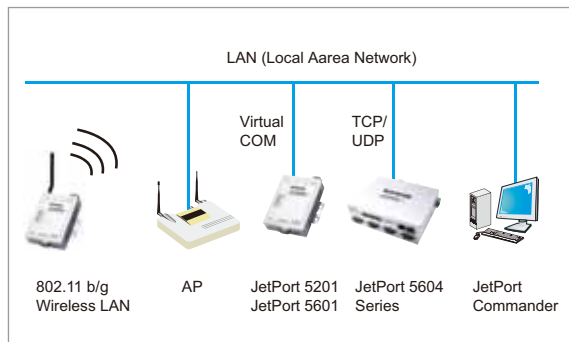 LAN (Local Aarea Network)
Virtual
COM
TCP/
UDP
802.11 b/g
Wireless LAN
AP
JetPort 5201
JetPort 5601
JetPort 5604
Series
JetPort
Commander